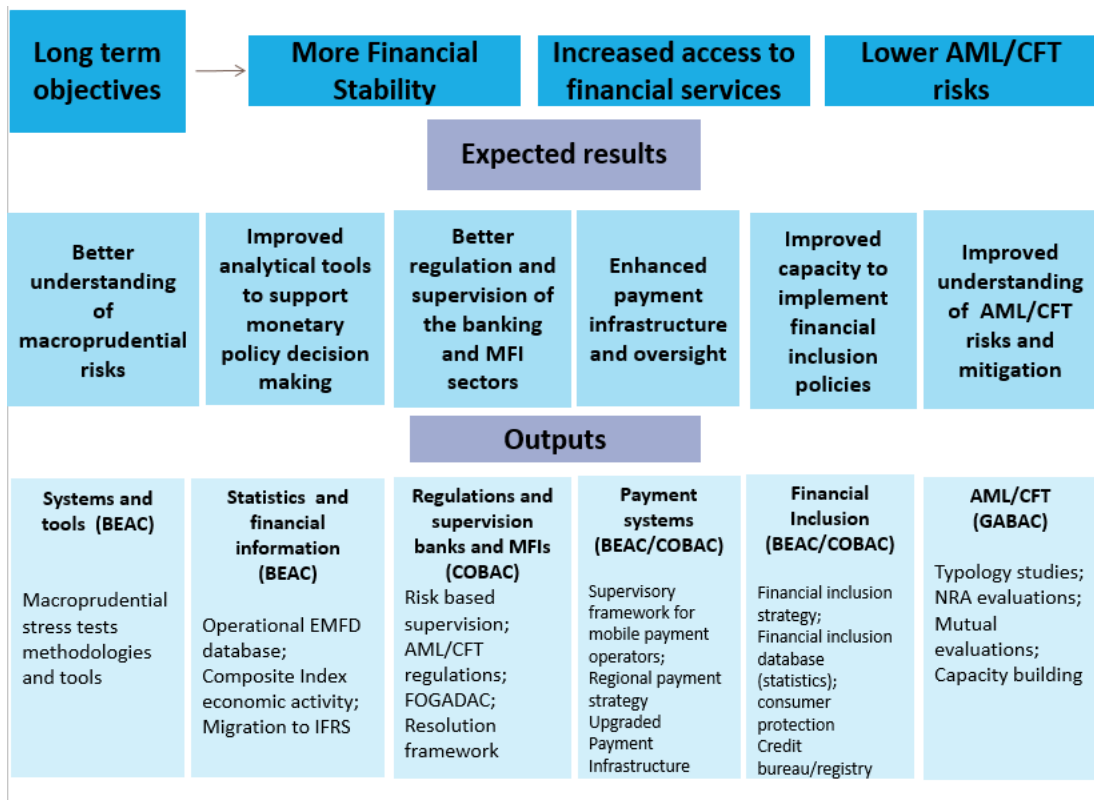 Long term
objectives
More Financial
Stability
Increased access to
financial services
Lower AML/CFT
risks
Expected results
Better
understanding
of
macroprudential
risks
Improved
analytical tools
to support
monetary
policy decision
making
Better
regulation and
supervision of
the banking
and MFI
sectors
Enhanced
payment
infrastructure
and oversight
Improved
capacity to
implement
financial
inclusion
policies
Improved
understanding
of AML/CFT
risks and
mitigation
Outputs
Systems and
tools (BEAC)
Macroprudential
stress tests
methodologies
and tools
Statistics and
financial
information
(BEAC)
Operational EMFD
database;
Composite Index
economic activity;
Migration to IFRS
Regulations and
supervision
banks and MFIs
(COBAC)
Risk based
supervision;
AML/CFT
regulations;
FOGADAC;
Resolution
framework
Payment
systems
(BEAC/COBAC)
Supervisory
framework for
mobile payment
operators;
Regional payment
strategy
Upgraded
Payment
Infrastructure
Financial
Inclusion
(BEAC/COBAC)
Financial inclusion
strategy;
Financial inclusion
database
(statistics);
consumer
protection
Credit
bureau/registry
AML/CFT
(GABAC)
Typology studies;
NRA evaluations;
Mutual
evaluations;
Capacity building